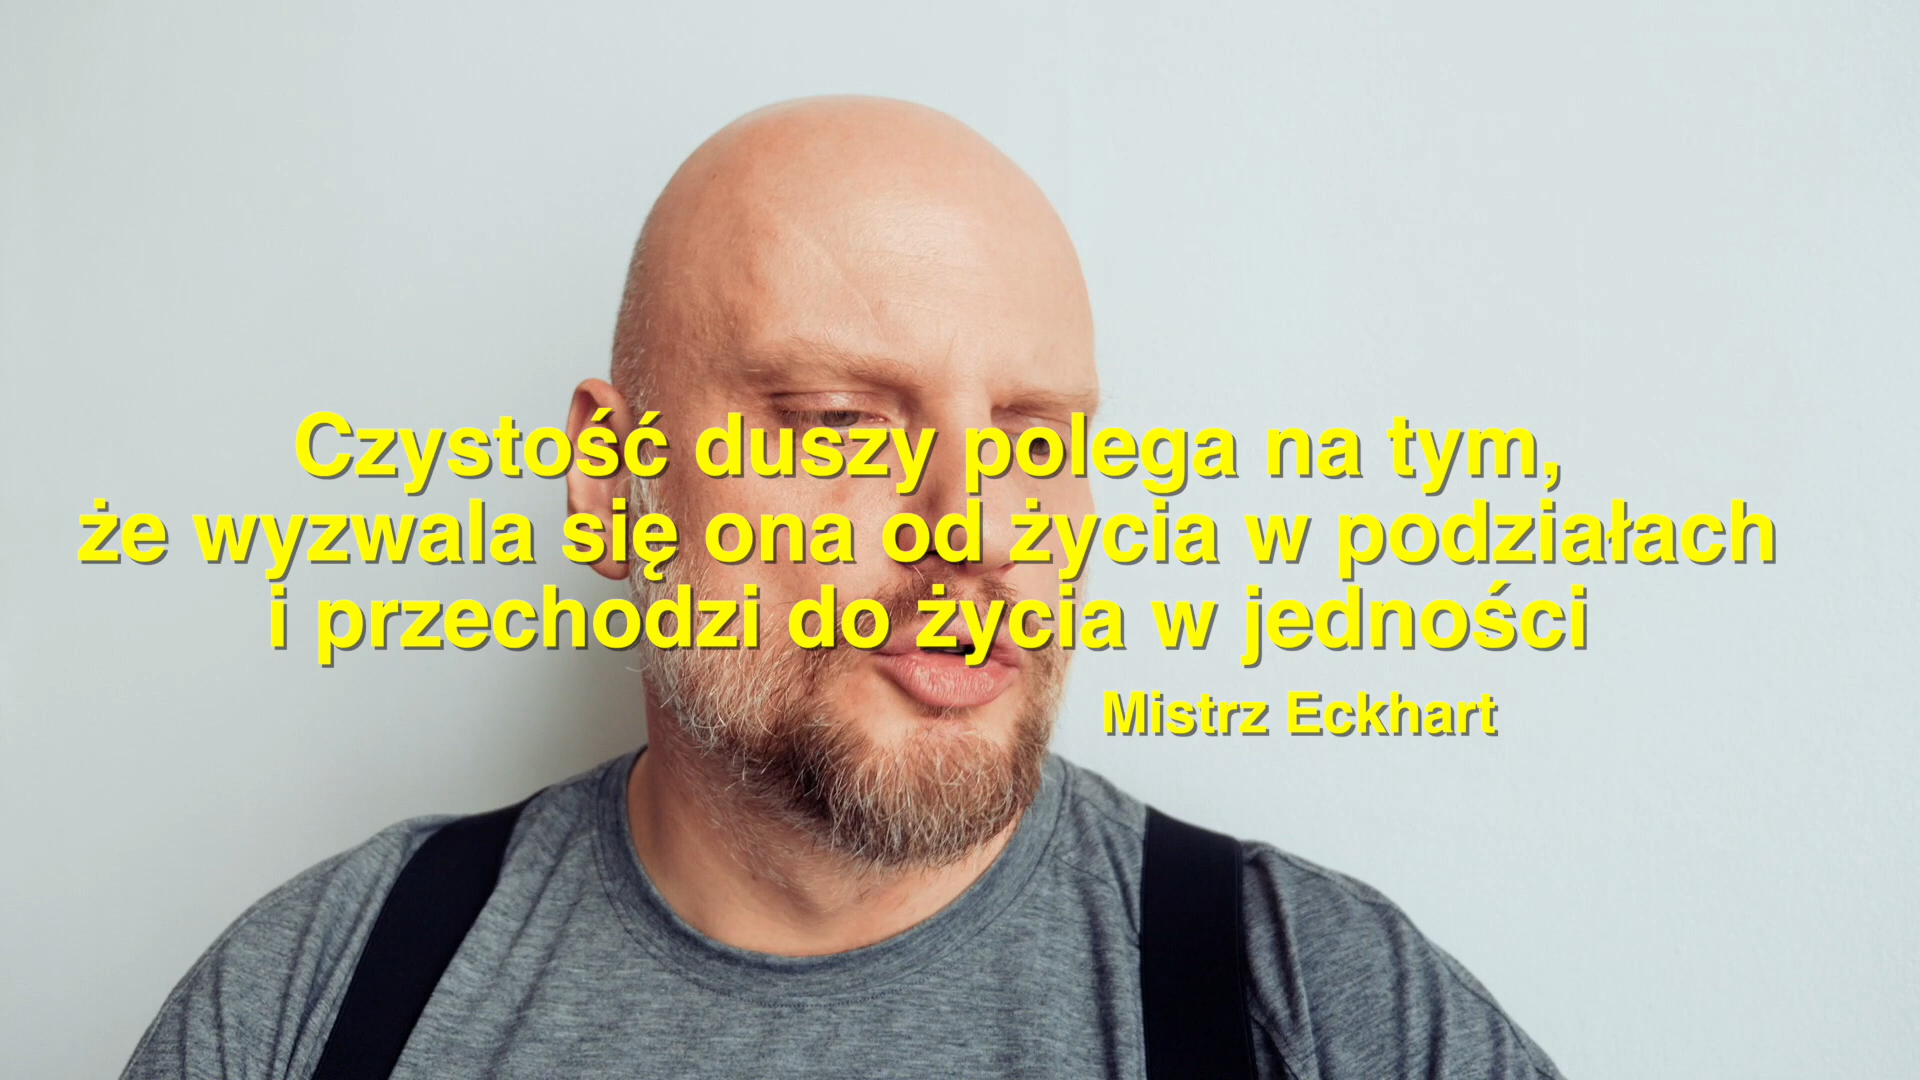 Czystość duszy polega na tym,
że wyzwala się ona od życia w podziałach
i przechodzi do życia w jedności
Mistrz Eckhart